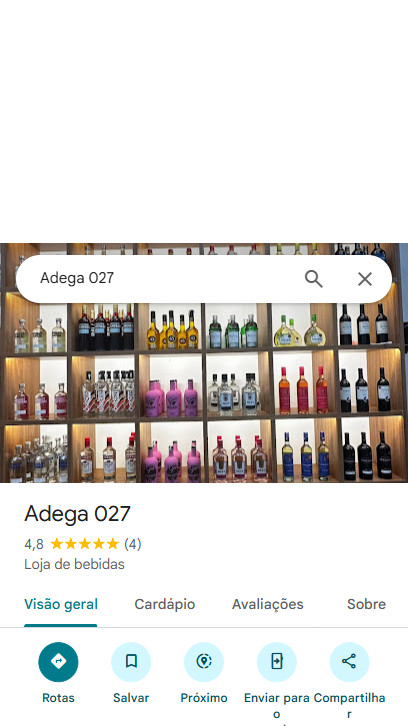 Adega 027
Adega 027
4,8 (4)
Loja de bebidas
Visão geral Cardápio Avaliações Sobre
Rotas Salvar Próximo Enviar para o Compartilhar